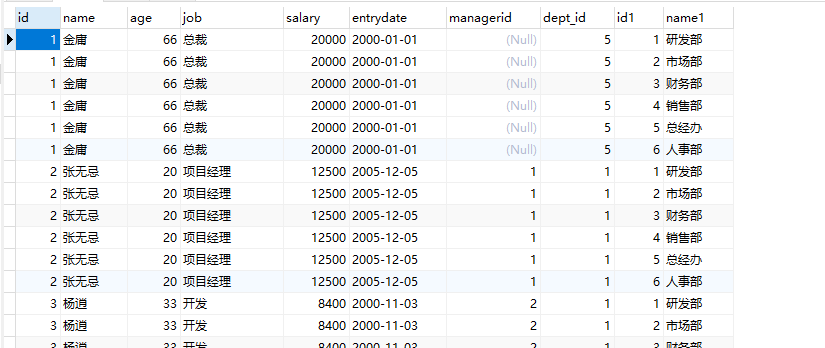 id name age job salary entrydate managerid dept_id id1 name1
1 金庸 66 总裁 20000 2000-01-01 (Null) 5 1 研发部
1 金庸 66 总裁 20000 2000-01-01 (Null) 5 2 市场部
1 金庸 66 总裁 20000 2000-01-01 (Null) 5 3 财务部
1 金庸 66 总裁 20000 2000-01-01 (Null) 5 4 销售部
1 金庸 66 总裁 20000 2000-01-01 (Null) 5 5 总经办
1 金庸 66 总裁 20000 2000-01-01 (Null) 5 6 人事部
2 张无忌 20 项目经理 12500 2005-12-05 1 1 1 研发部
2 张无忌 20 项目经理 12500 2005-12-05 1 1 2 市场部
2 张无忌 20 项目经理 12500 2005-12-05 1 1 3 财务部
2 张无忌 20 项目经理 12500 2005-12-05 1 1 4 销售部
2 张无忌 20 项目经理 12500 2005-12-05 1 1 5 总经办
2 张无忌 20 项目经理 12500 2005-12-05 1 1 6 人事部
3 杨逍 33 开发 8400 2000-11-03 2 1 1 研发部
3 杨逍 33 开发 8400 2000-11-03 2 1 2 市场部
3 杨逍 33 开发 8400 2000-11-03 2 1 3 财务部